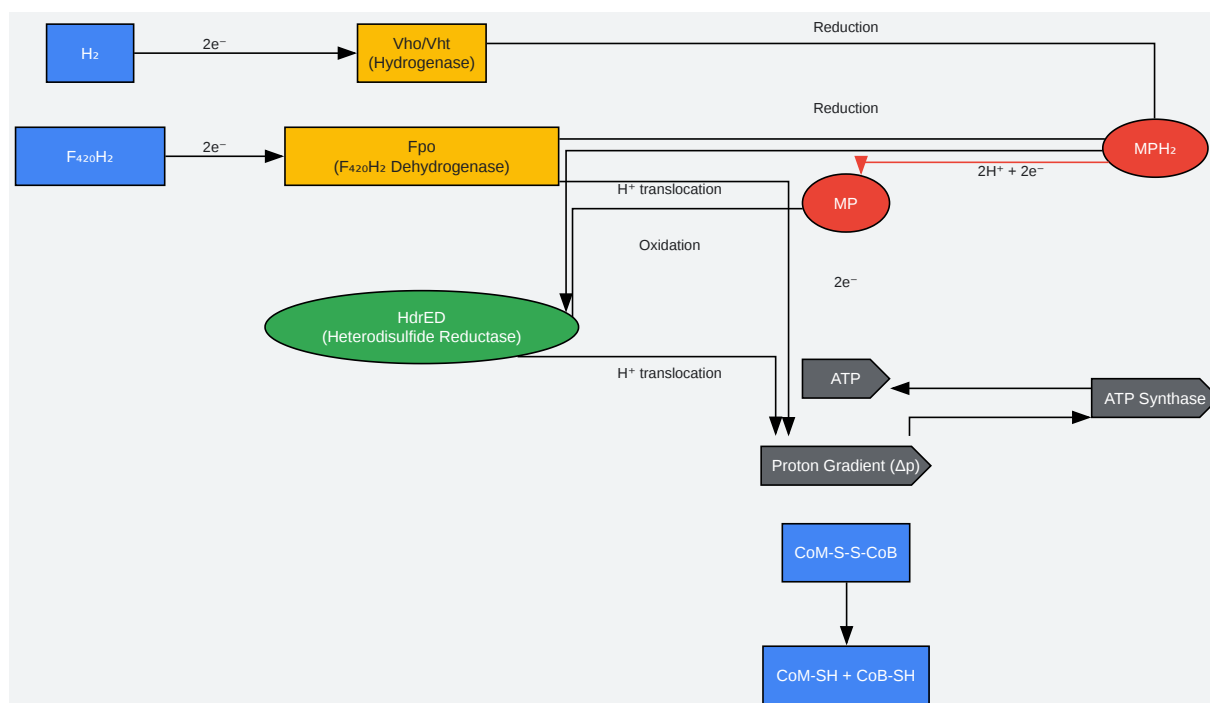 Reduction
H₂
2e⁻
Vho/Vht
(Hydrogenase)
Reduction
F₄₂₀H₂
2e⁻
Fpo
(F₄₂₀H₂ Dehydrogenase)
MPH₂
2H⁺ + 2e⁻
H⁺ translocation
MP
Oxidation
2e⁻
HdrED
(Heterodisulfide Reductase)
H⁺ translocation
ATP
ATP Synthase
Proton Gradient (Δp)
CoM-S-S-CoB
CoM-SH + CoB-SH